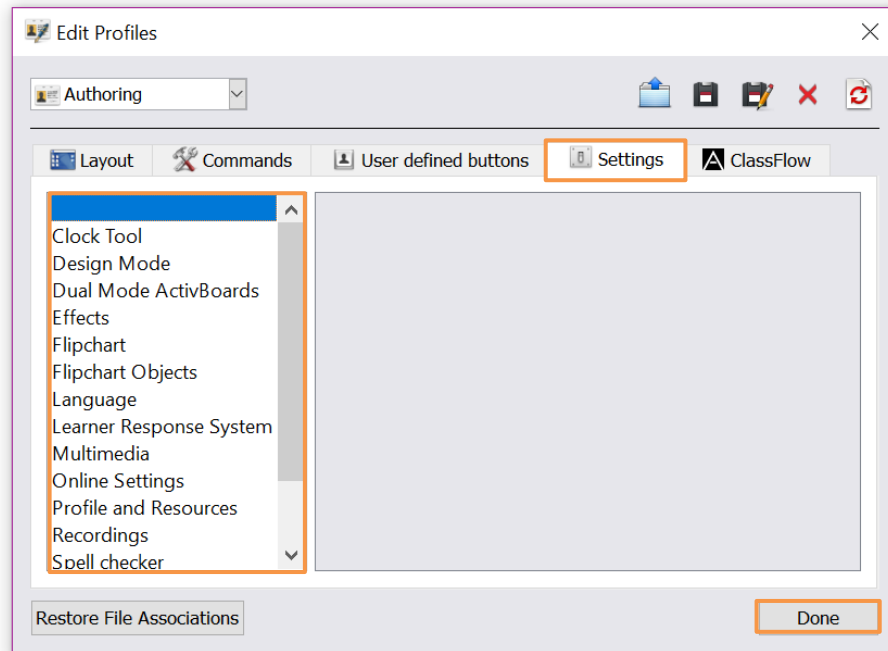 Edit Profiles
Authoring
Layout
Commands
User defined buttons
Settings
ClassFlow
Clock Tool
Design Mode
Dual Mode ActivBoards
Effects
Flipchart
Flipchart Objects
Language
Learner Response System
Multimedia
Online Settings
Profile and Resources
Recordings
Spell checker
Restore File Associations
Done